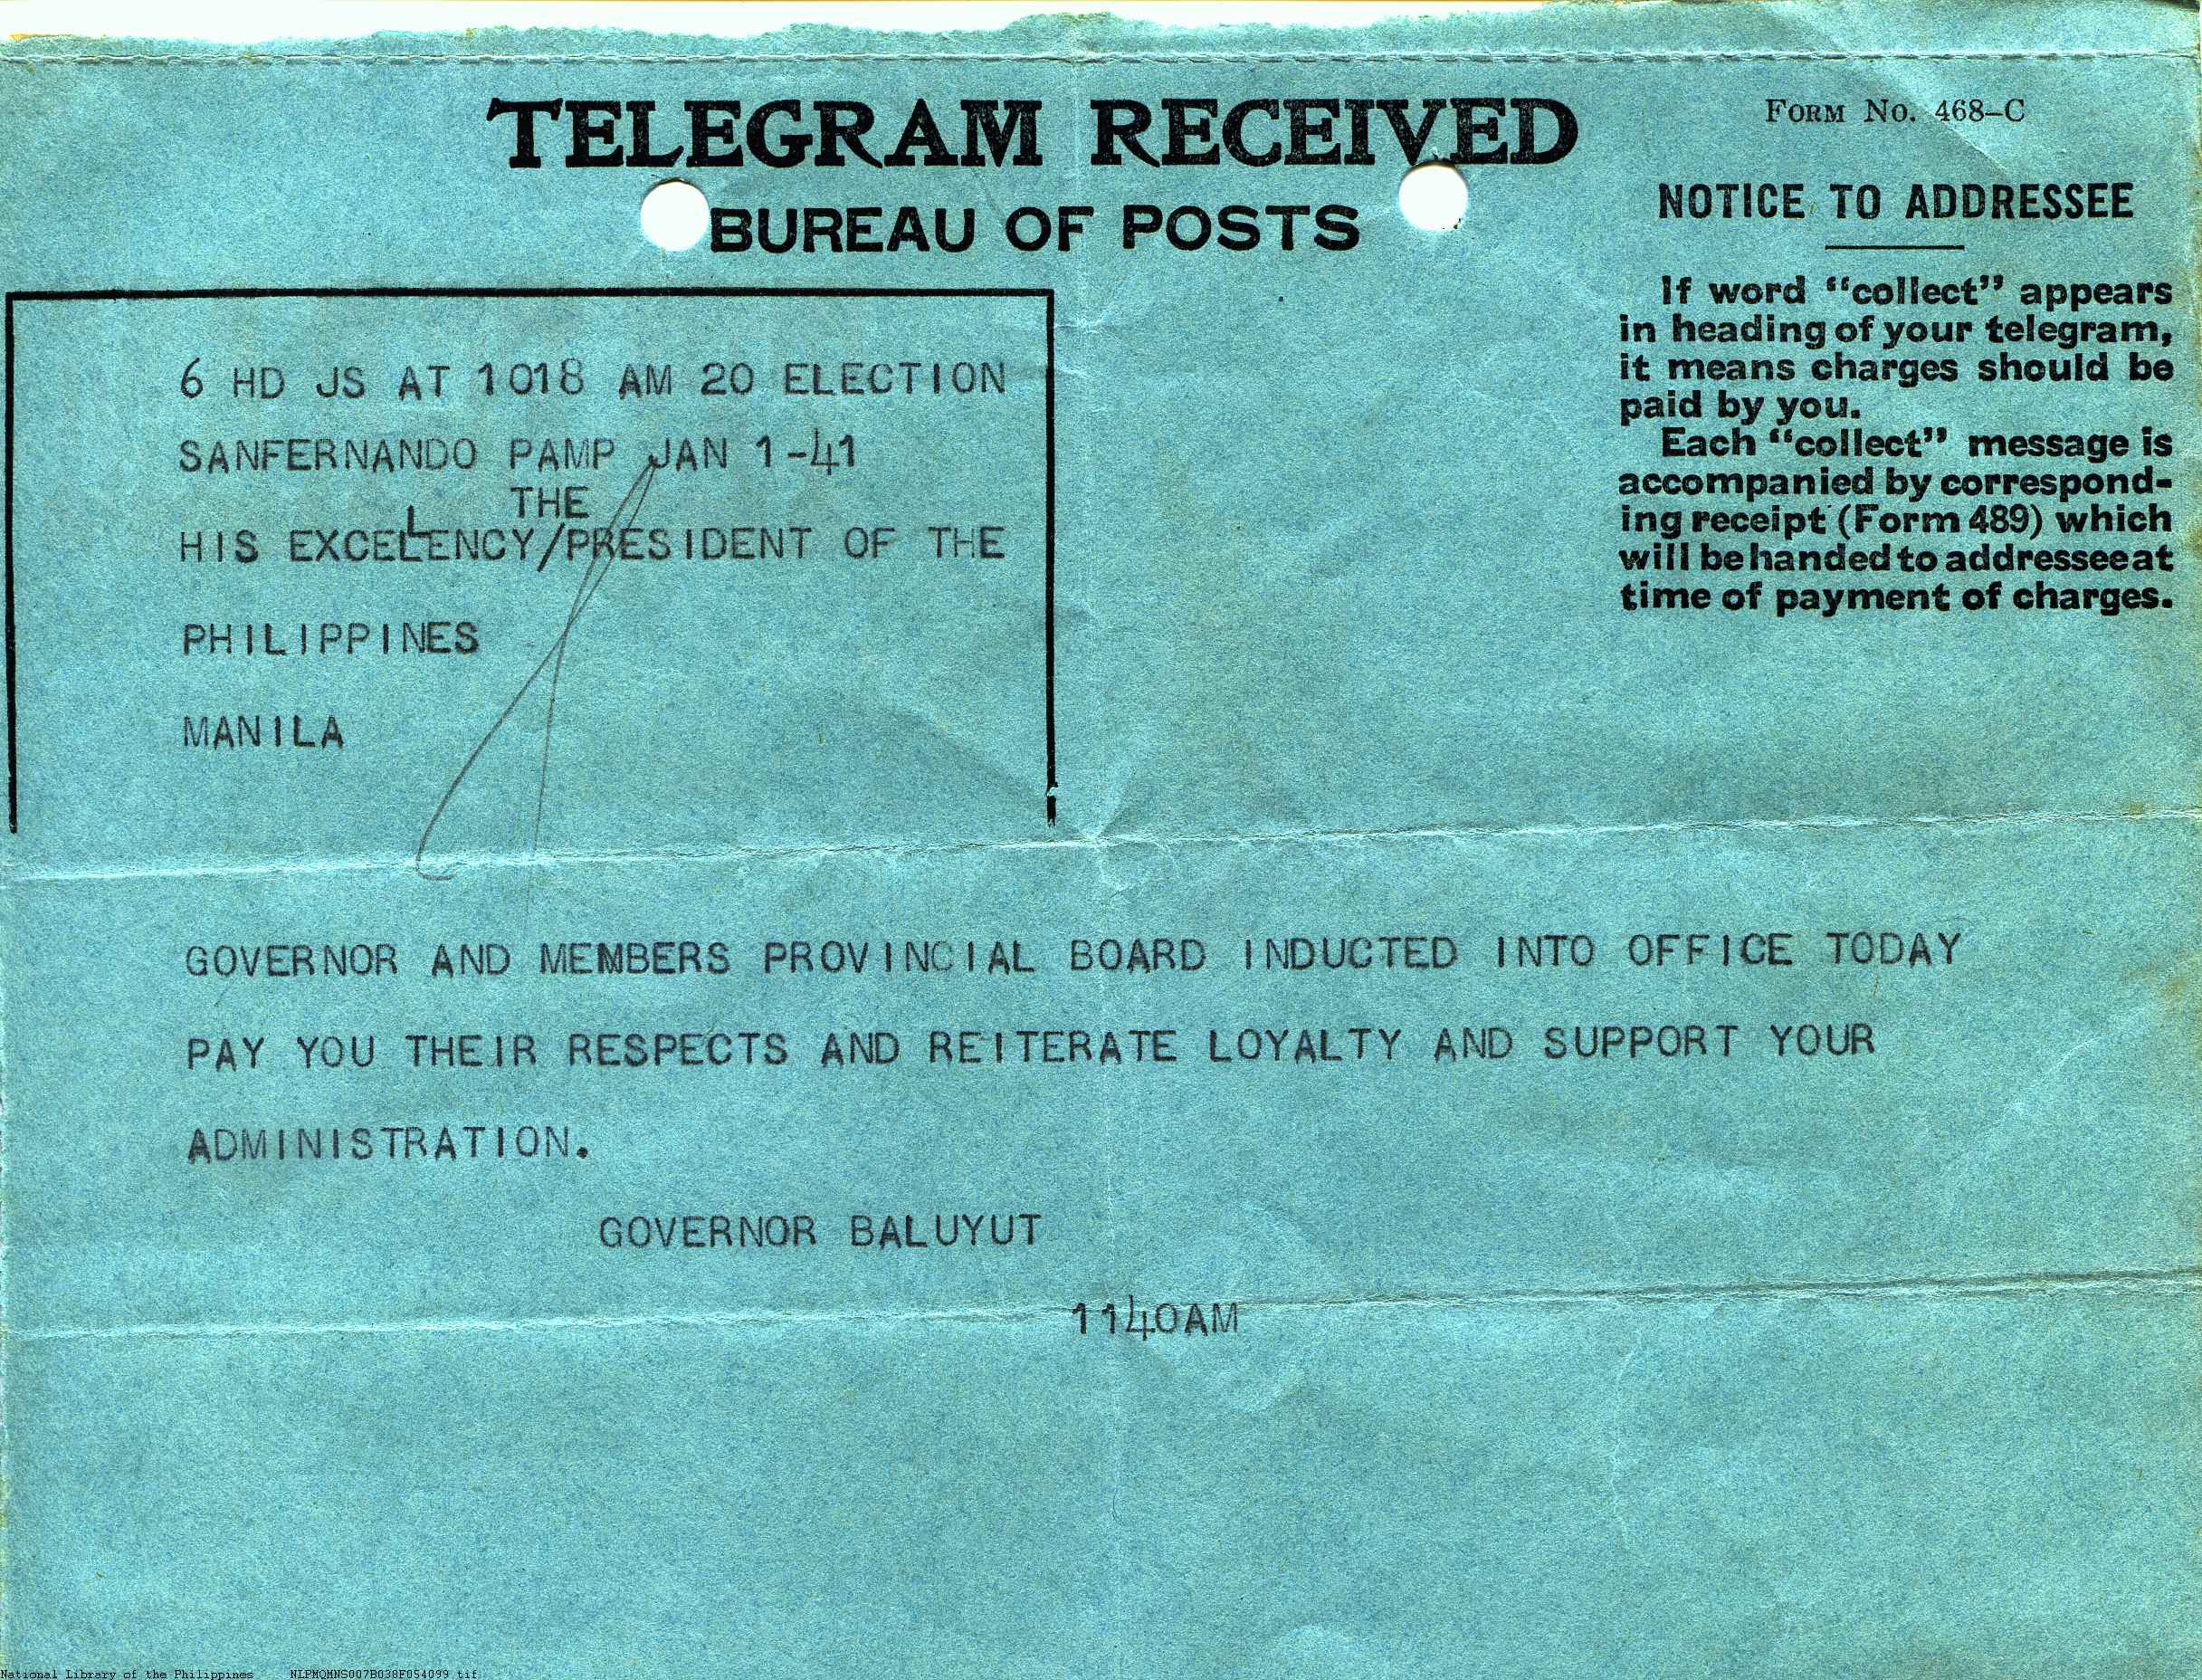 TELEGRAM RECEIVED
BUREAU OF POSTS
FORM NO. 468-C
NOTICE TO ADDRESSEE
If word "collect" appears
in heading of your telegram,
it means charges should be
paid by you.
Each "collect" message is
accompanied by correspond-
ing receipt (Form 489) which
will be handed to addressee at
time of payment of charges.
6 HD JS AT 1018 AM 20 ELECTION
SANFERNANDO PAMP JAN 1-41
L THE
HIS EXCELENCY/PRESIDENT OF THE
PHILIPPINES
MANILA
GOVERNOR AND MEMBERS PROVINCIAL BOARD INDUCTED INTO OFFICE TODAY
PAY YOU THEIR RESPECTS AND REITERATE LOYALTY AND SUPPORT YOUR
ADMINISTRATION.
GOVERNOR BALUYUT
1140AM
National Library of the Philippines NLPMQMNS007B038F054099.tif